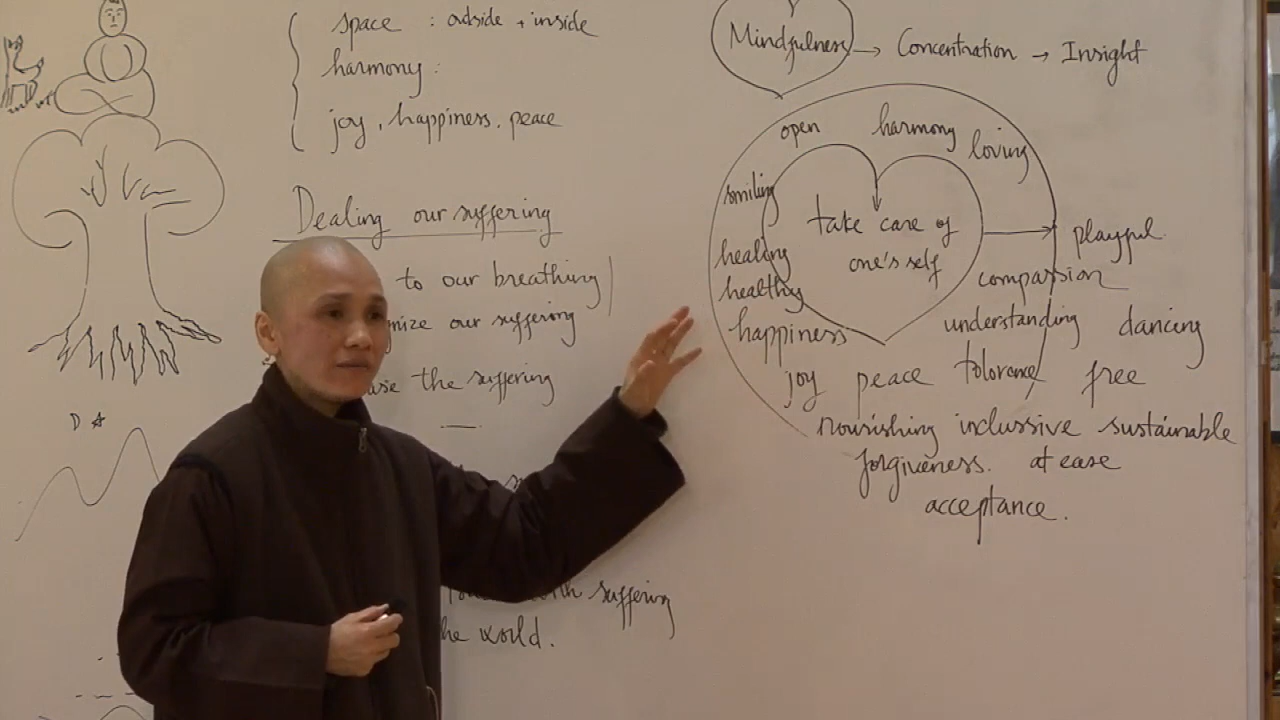 space : outside + inside
harmony :
joy, happiness, peace
Dealing our suffering
to our breathing
our suffering
the suffering
suffering
world.
D
Mindfulness → Concentration → Insight
open harmony loving
smiling
take care of
one's self
playful
healing
compassion
healthy
understanding dancing
happiness
joy peace tolorance free
nourishing inclussive sustainable
forgiveness. at ease
acceptance.